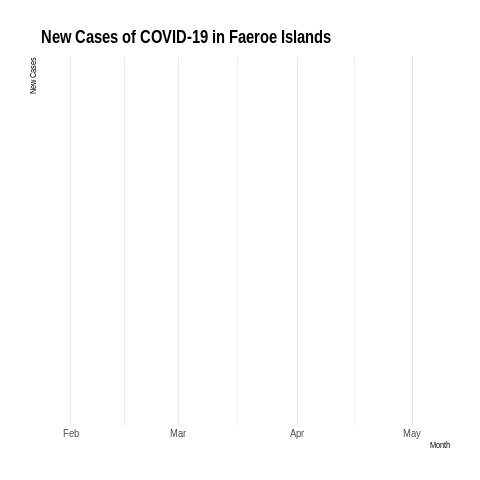 New Cases of COVID-19 in Faeroe Islands
New Cases
Feb Mar Apr May
Month